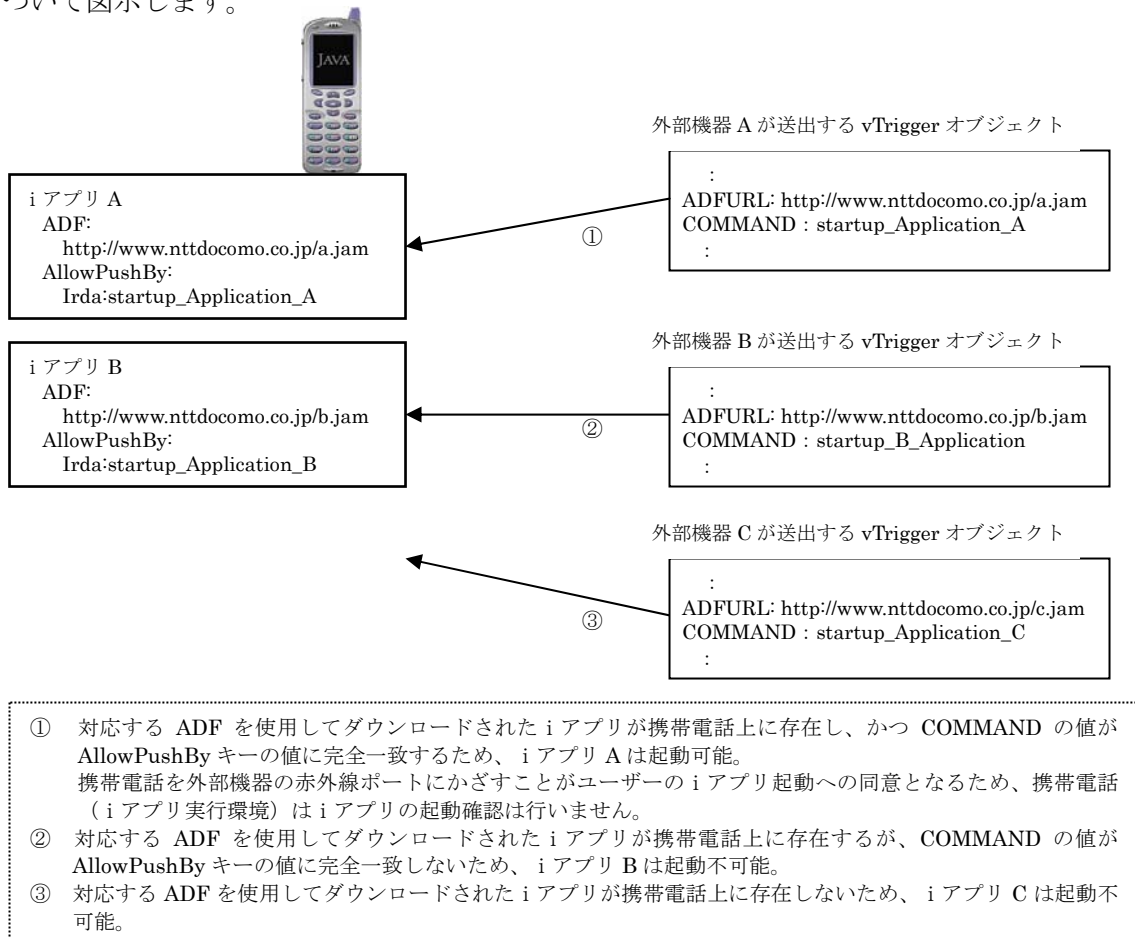 ついて図示します。
JAVA
外部機器 A が送出する vTrigger オブジェクト
:
ADFURL: http://www.nttdocomo.co.jp/a.jam
COMMAND : startup_Application_A
:
i アプリ A
ADF:
http://www.nttdocomo.co.jp/a.jam
AllowPushBy:
Irda:startup_Application_A
①
外部機器 B が送出する vTrigger オブジェクト
:
ADFURL: http://www.nttdocomo.co.jp/b.jam
COMMAND : startup_B_Application
:
i アプリ B
ADF:
http://www.nttdocomo.co.jp/b.jam
AllowPushBy:
Irda:startup_Application_B
②
外部機器 C が送出する vTrigger オブジェクト
:
ADFURL: http://www.nttdocomo.co.jp/c.jam
COMMAND : startup_Application_C
:
③
① 対応する ADF を使用してダウンロードされた i アプリが携帯電話上に存在し、かつ COMMAND の値が
AllowPushBy キーの値に完全一致するため、 i アプリ A は起動可能。
携帯電話を外部機器の赤外線ポートにかざすことがユーザーの i アプリ起動への同意となるため、携帯電話
（i アプリ実行環境）は i アプリの起動確認は行いません。
② 対応する ADF を使用してダウンロードされた i アプリが携帯電話上に存在するが、COMMAND の値が
AllowPushBy キーの値に完全一致しないため、 i アプリ B は起動不可能。
③ 対応する ADF を使用してダウンロードされた i アプリが携帯電話上に存在しないため、 i アプリ C は起動不
可能。